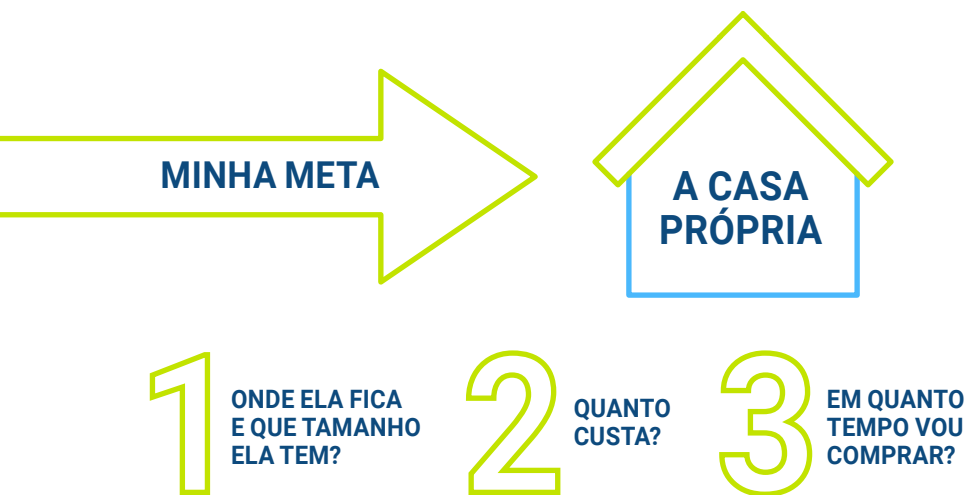 MINHA META
A CASA
PRÓPRIA
1
ONDE ELA FICA
E QUE TAMANHO
ELA TEM?
2
QUANTO
CUSTA?
3
EM QUANTO
TEMPO VOU
COMPRAR?